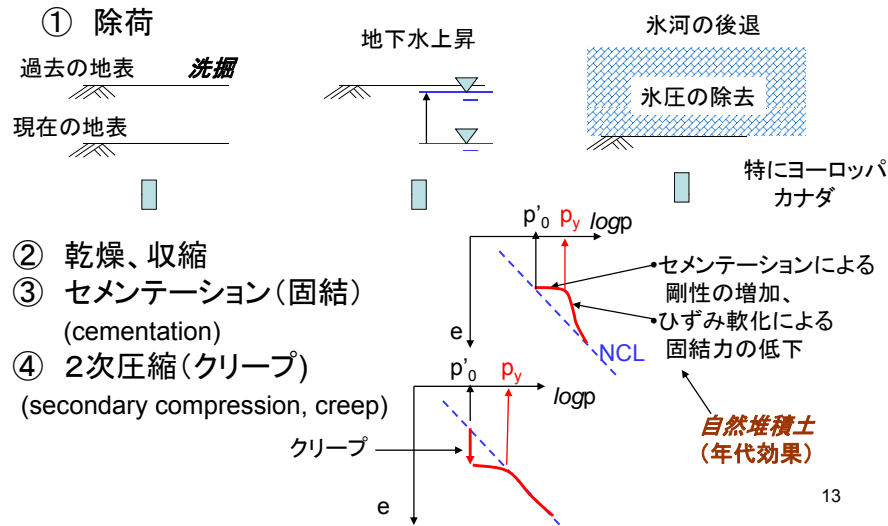 ① 除荷
過去の地表
洗掘
現在の地表
地下水上昇
氷河の後退
氷圧の除去
特にヨーロッパ
カナダ
② 乾燥、収縮
③ セメンテーション（固結）
(cementation)
④ ２次圧縮（クリープ)
(secondary compression, creep)
p'0 py logp
e
NCL
•セメンテーションによる
剛性の増加、
•ひずみ軟化による
固結力の低下
p'0 py
logp
クリープ
e
自然堆積土
（年代効果）
13